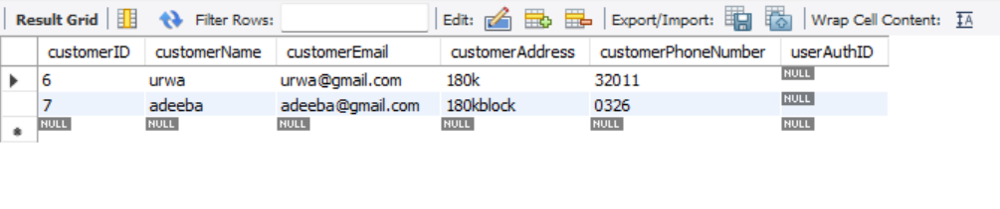 Result Grid Filter Rows: Edit: Export/Import: Wrap Cell Content: IA
customerID customerName customerEmail customerAddress customerPhoneNumber userAuthID
6 urwa urwa@gmail.com 180k 32011 NULL
7 adeeba adeeba@gmail.com 180kblock 0326 NULL
NULL NULL NULL NULL NULL NULL